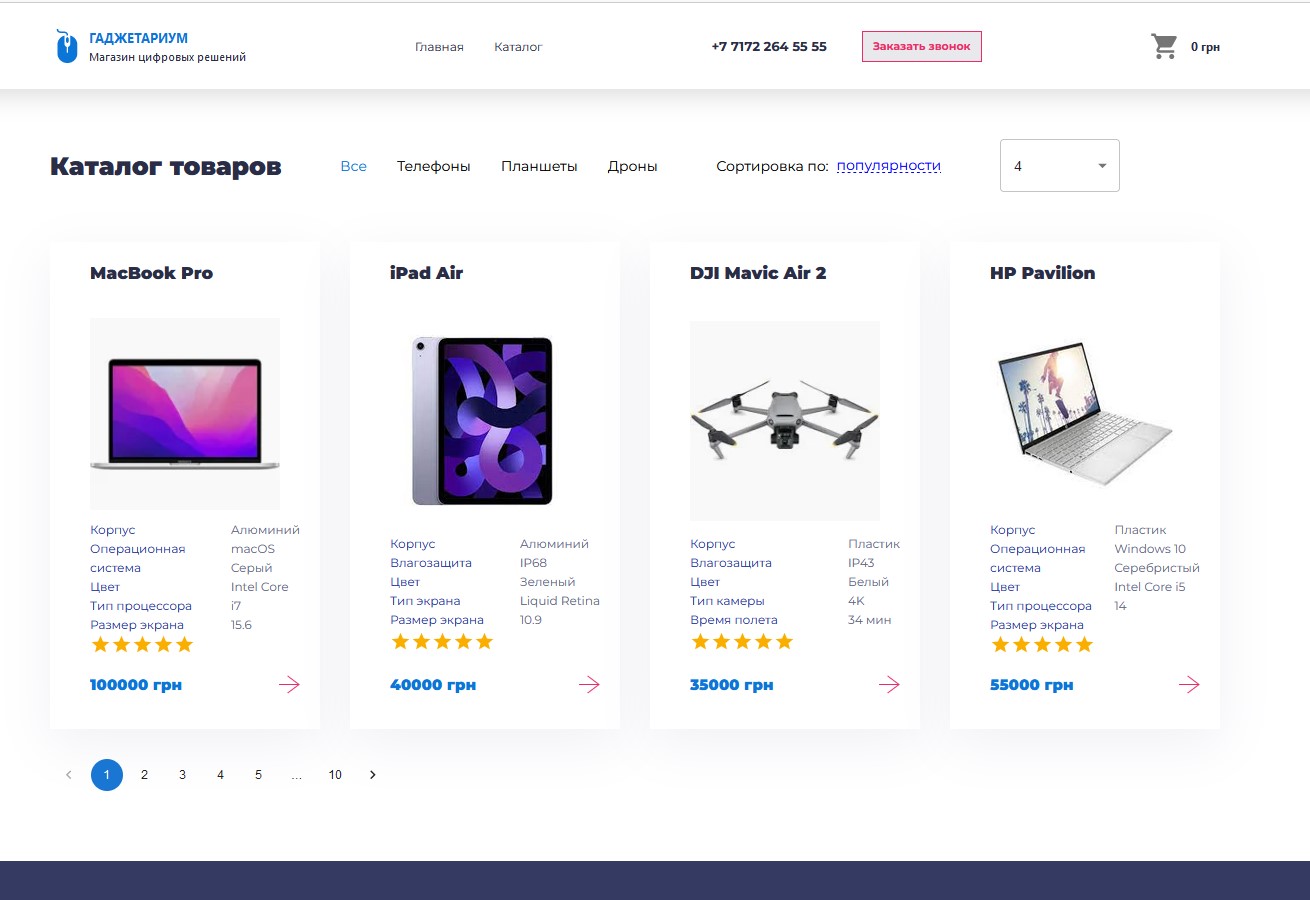 ГАДЖЕТАРИУМ
Магазин цифровых решений
Главная
Каталог
+7 7172 264 55 55
Заказать звонок
0 грн
Каталог товаров
Все
Телефоны
Планшеты
Дроны
Сортировка по: популярности
4
MacBook Pro
Корпус
Операционная
система
Цвет
Тип процессора
Размер экрана
Алюминий
macOS
Серый
Intel Core
i7
15.6
100000 грн
iPad Air
Корпус
Влагозащита
Цвет
Тип экрана
Размер экрана
Алюминий
IP68
Зеленый
Liquid Retina
10.9
40000 грн
DJI Mavic Air 2
Корпус
Влагозащита
Цвет
Тип камеры
Время полета
Пластик
IP43
Белый
4K
34 мин
35000 грн
HP Pavilion
Корпус
Операционная
система
Цвет
Тип процессора
Размер экрана
Пластик
Windows 10
Серебристый
Intel Core i5
14
55000 грн
1 2 3 4 5 ... 10